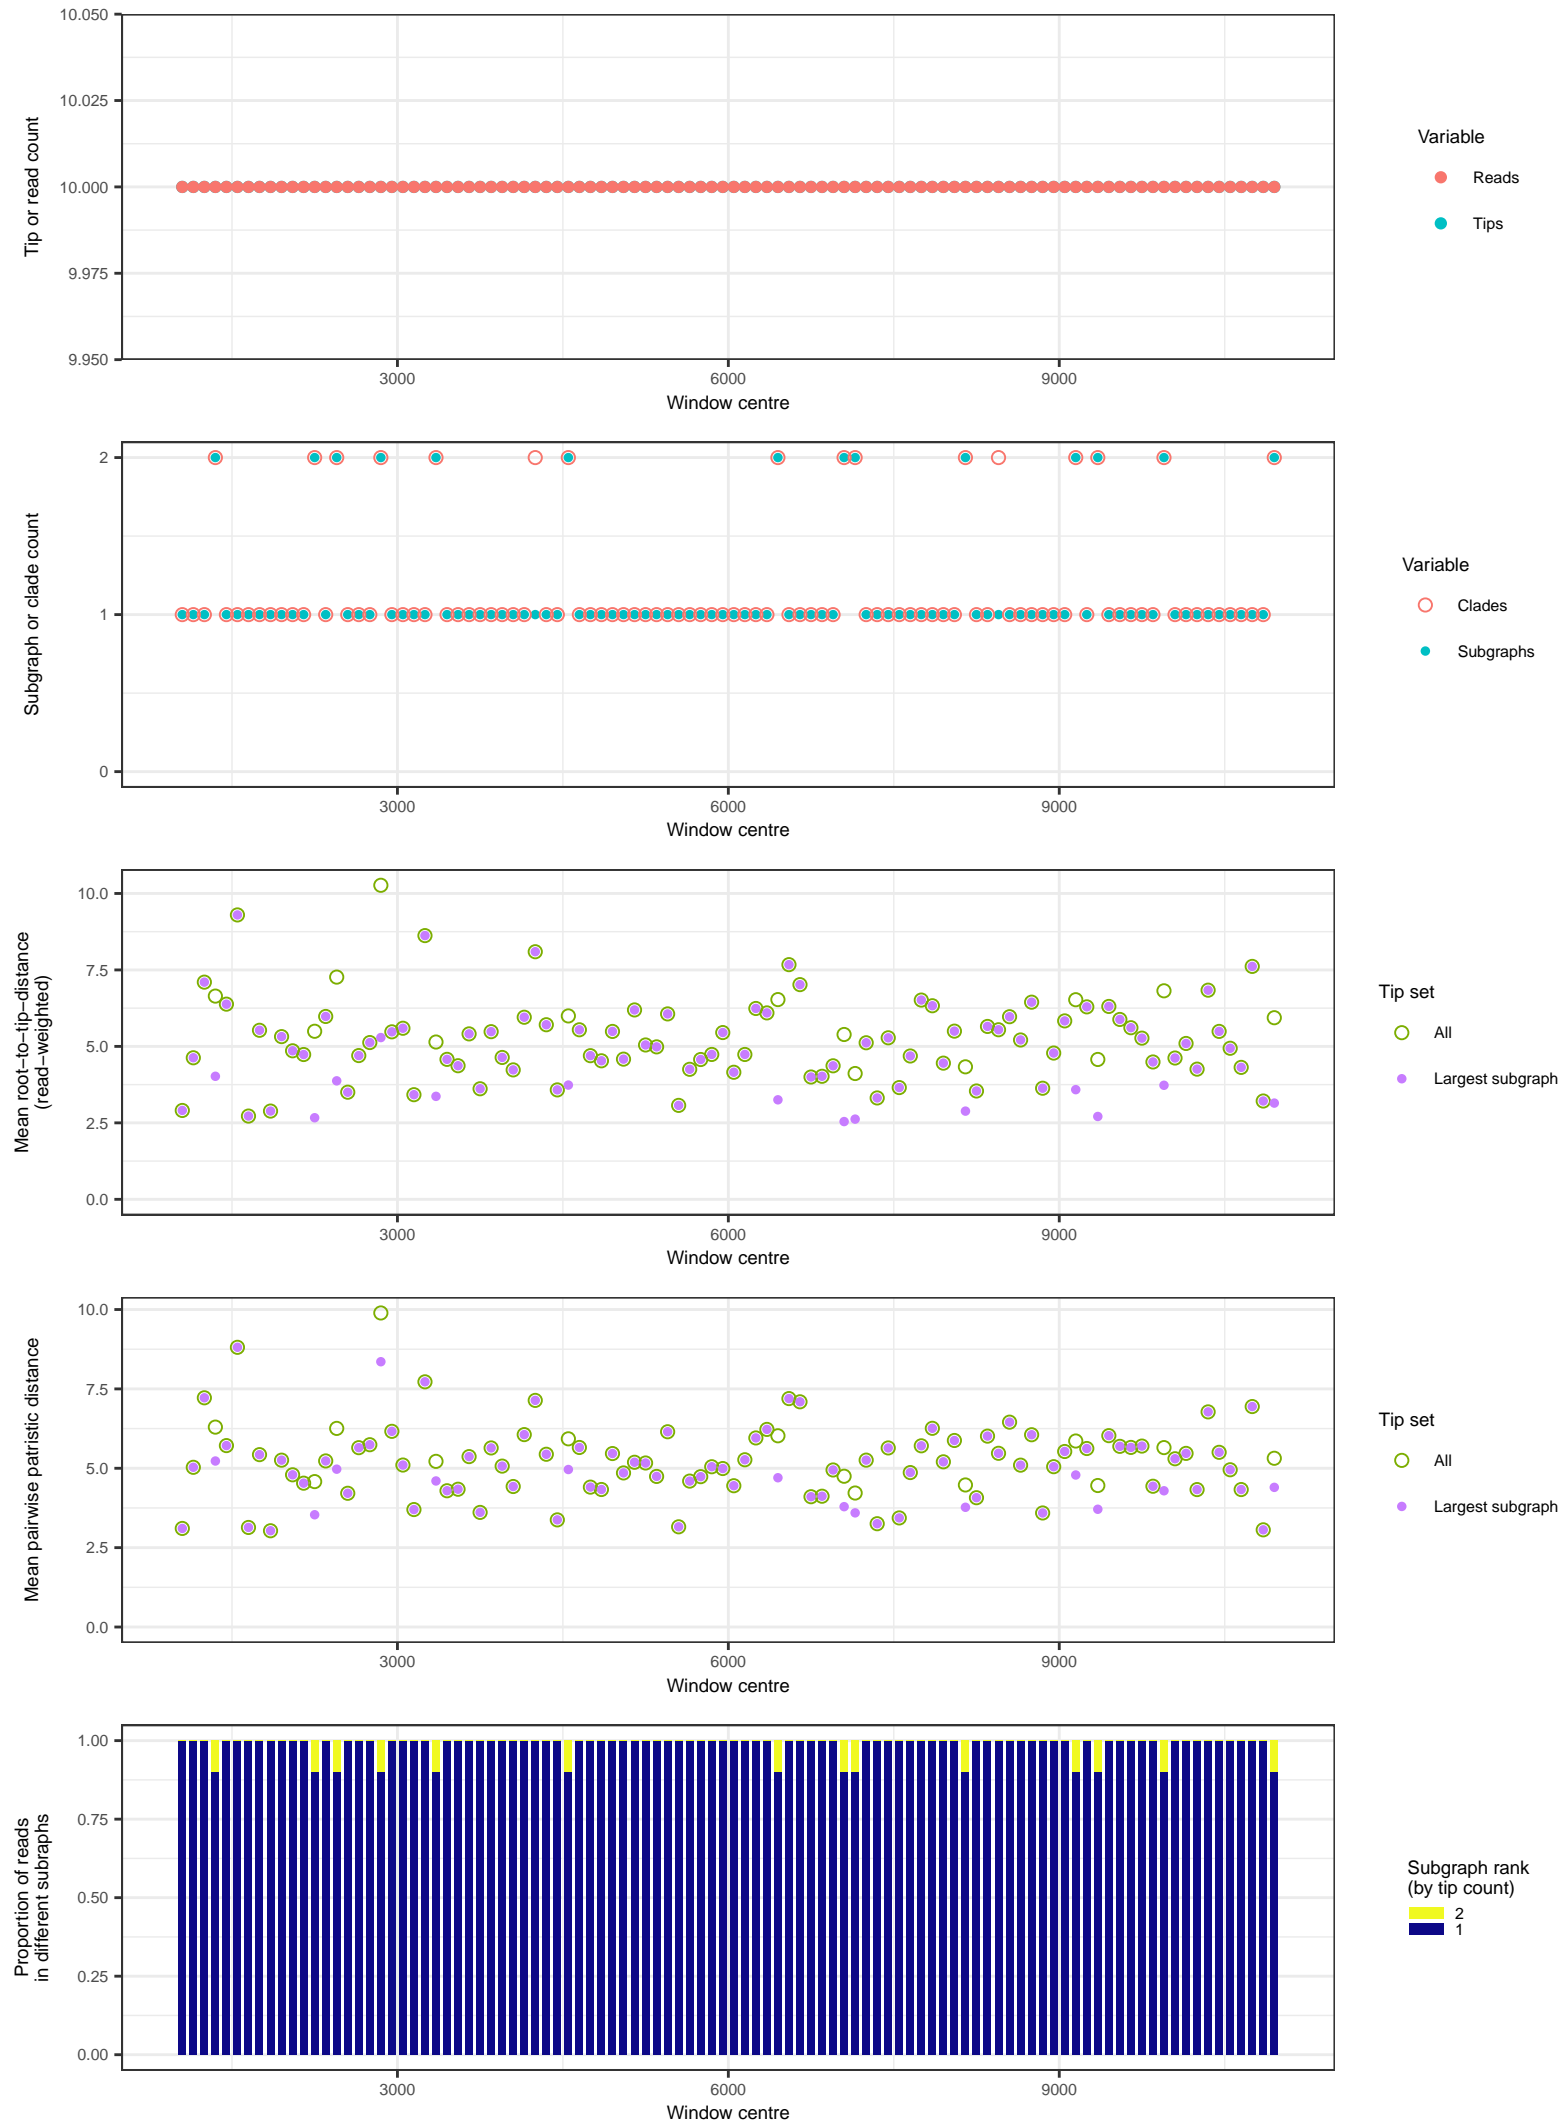 10.050
10.025
10.000
9.975
9.950
Tip or read count
3000
6000
9000
Window centre
Variable
Reads
Tips
2
1
0
Subgraph or clade count
3000
6000
9000
Window centre
Variable
Clades
Subgraphs
10.0
7.5
5.0
2.5
0.0
Mean root−to−tip−distance
(read−weighted)
3000
6000
9000
Window centre
Tip set
All
Largest subgraph
10.0
7.5
5.0
2.5
0.0
Mean pairwise patristic distance
3000
6000
9000
Window centre
Tip set
All
Largest subgraph
1.00
0.75
0.50
0.25
0.00
Proportion of reads
in different subraphs
3000
6000
9000
Window centre
Subgraph rank
(by tip count)
2
1